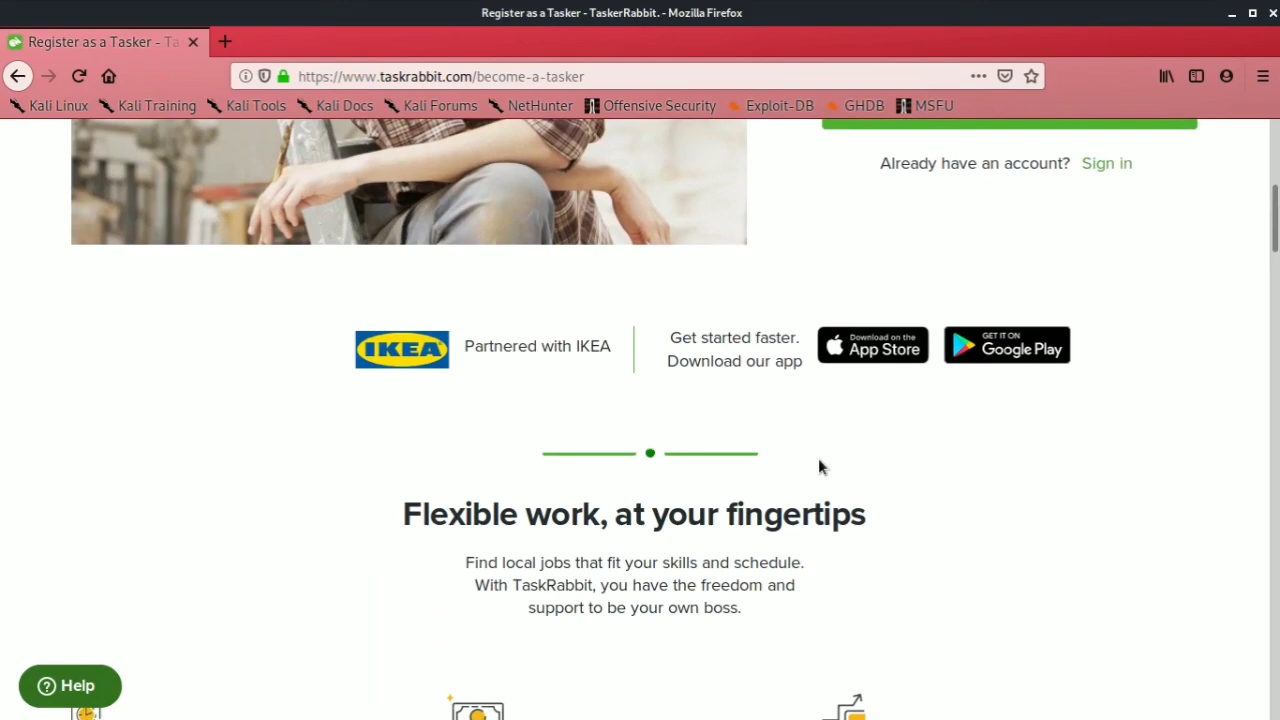 Register as a Tasker - TaskerRabbit. - Mozilla Firefox
Register as a Tasker - Ta
https://www.taskrabbit.com/become-a-tasker
Kali Linux Kali Training Kali Tools Kali Docs Kali Forums NetHunter Offensive Security Exploit-DB GHDB MSFU
Already have an account? Sign in
IKEA
Partnered with IKEA
Get started faster.
Download our app
Download on the
App Store
GET IT ON
Google Play
Flexible work, at your fingertips
Find local jobs that fit your skills and schedule.
With TaskRabbit, you have the freedom and
support to be your own boss.
Help